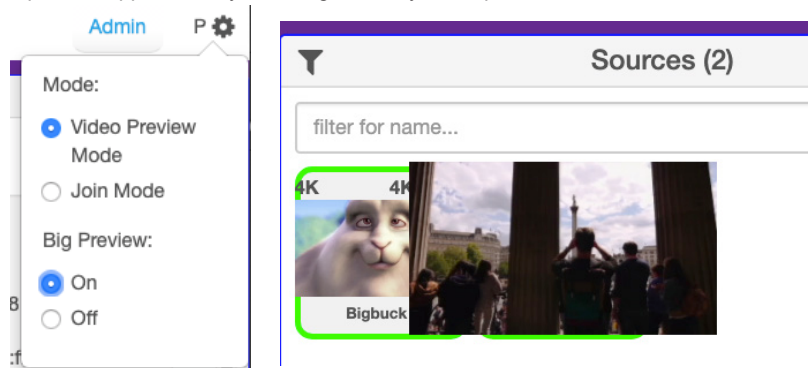 Admin P
Mode:
Video Preview
Mode
Join Mode
Big Preview:
On
Off
8
:f
Sources (2)
filter for name...
4K 4K
Bigbuck